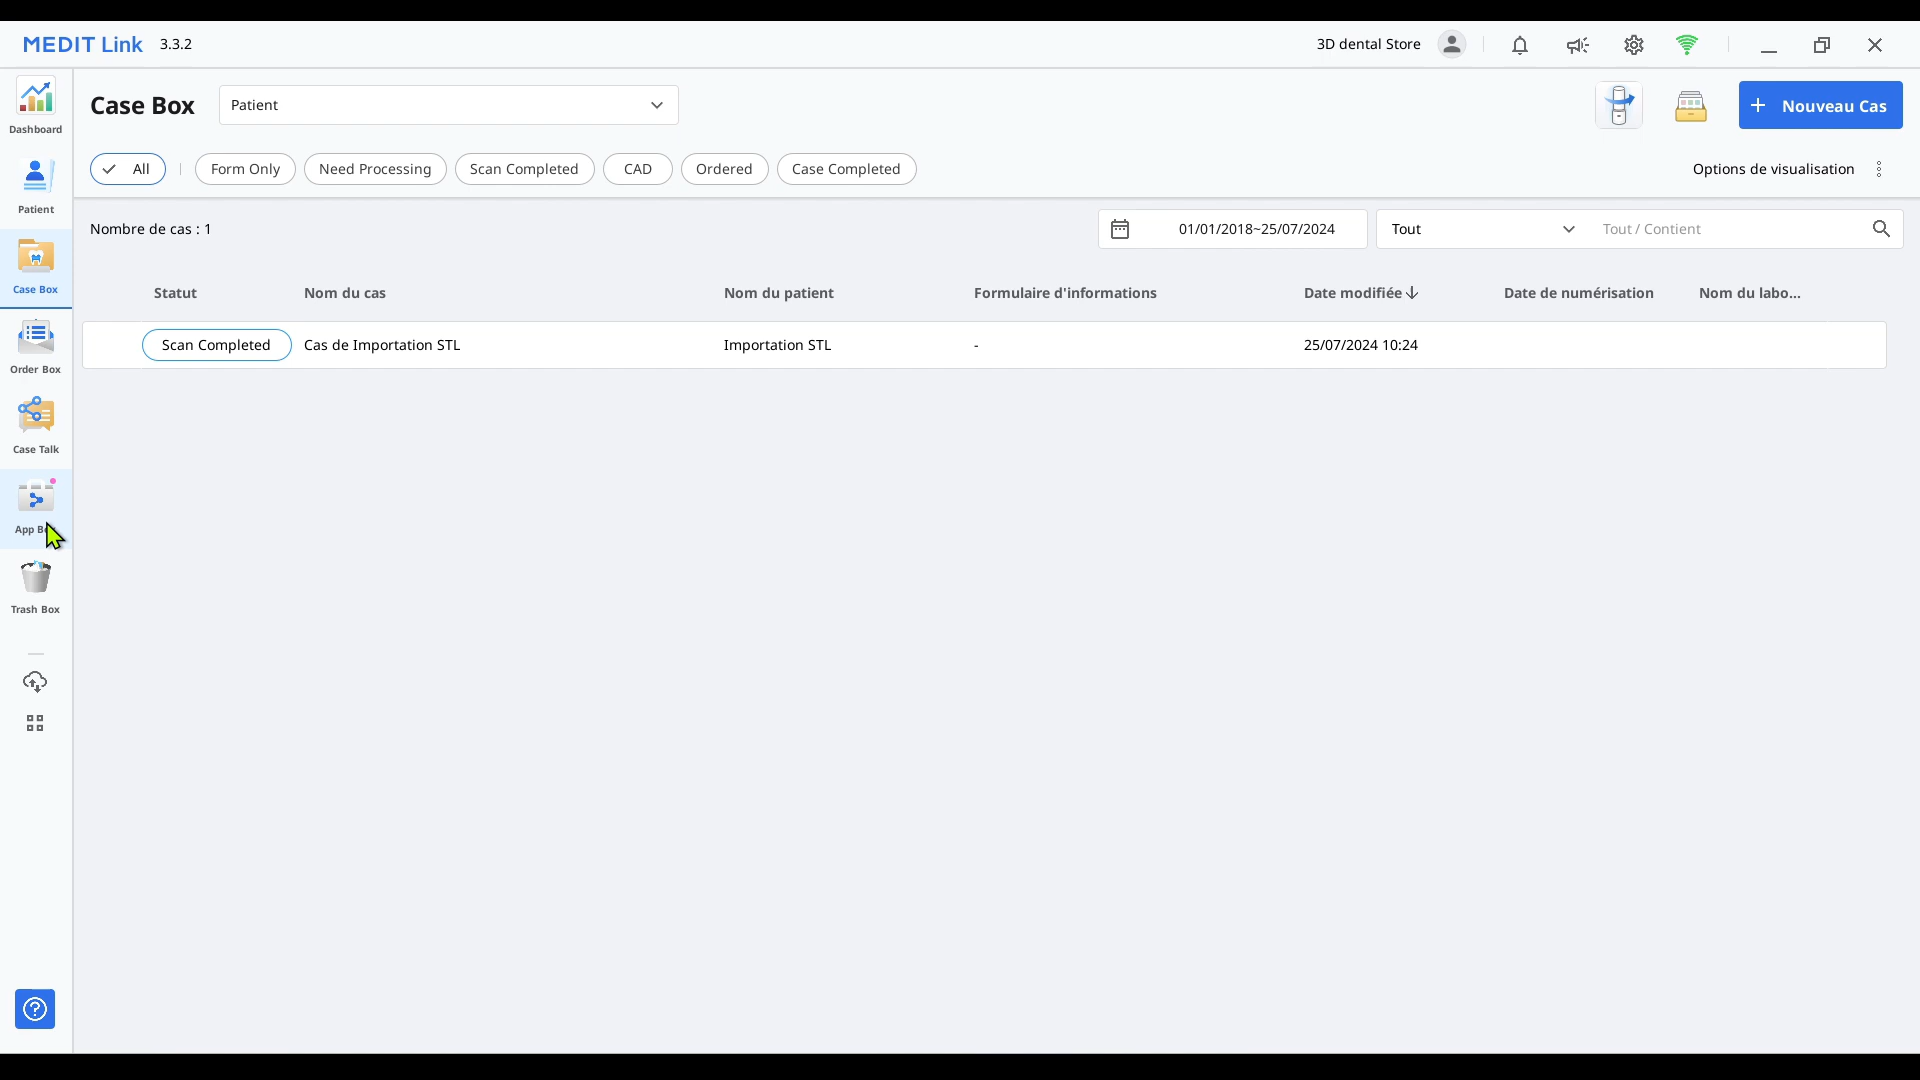 MEDIT Link 3.3.2
3D dental Store
Dashboard
Patient
Case Box
Order Box
Case Talk
App
Trash Box
Case Box
Patient
+ Nouveau Cas
All
Form Only
Need Processing
Scan Completed
CAD
Ordered
Case Completed
Options de visualisation
Nombre de cas : 1
01/01/2018~25/07/2024
Tout
Tout / Contient
Statut
Nom du cas
Nom du patient
Formulaire d'informations
Date modifiée
Date de numérisation
Nom du labo...
Scan Completed
Cas de Importation STL
Importation STL
-
25/07/2024 10:24